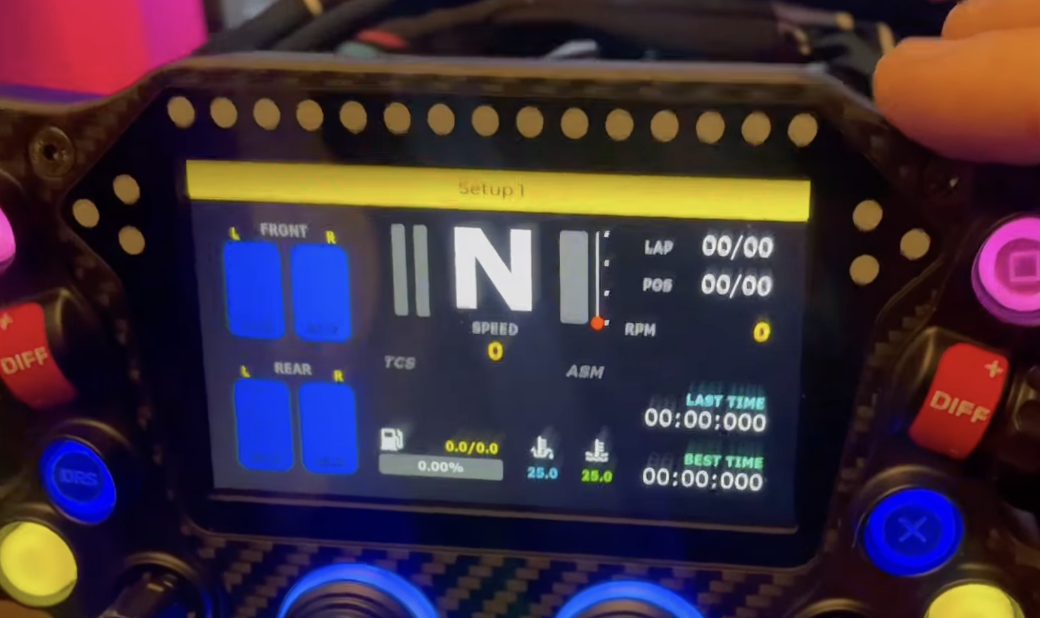 Setup 1
FRONT
L R
N
LAP 00/00
POS 00/00
SPEED
0
RPM 0
REAR
L R
TCS
ASM
LAST TIME
00:00:000
0.0/0.0
0.00%
25.0
25.0
BEST TIME
00:00:000
+
DIFF
+
DIFF
DRS